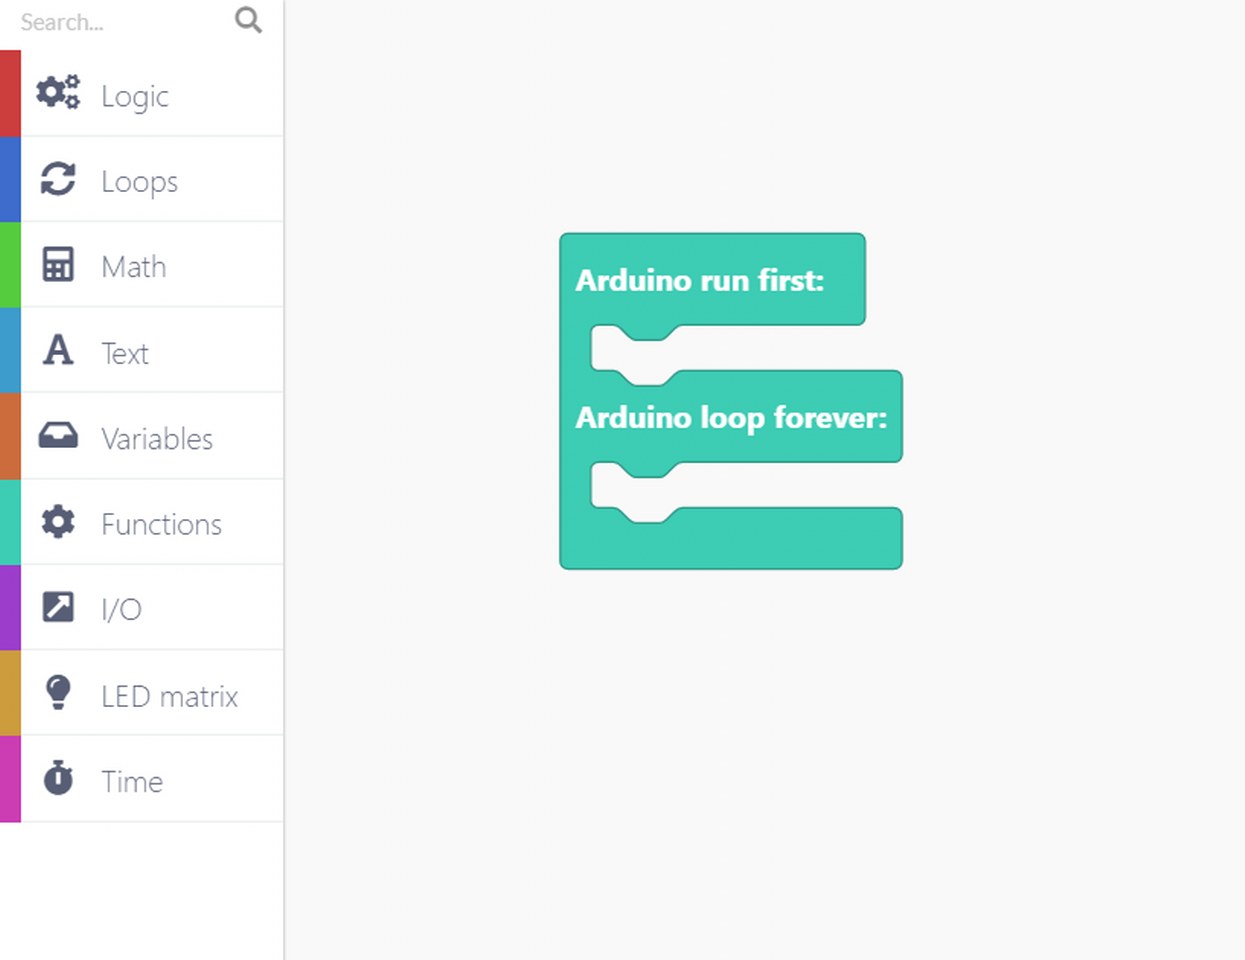 Search...
Logic
Loops
Math
Text
Variables
Functions
I/O
LED matrix
Time
Arduino run first:
Arduino loop forever: